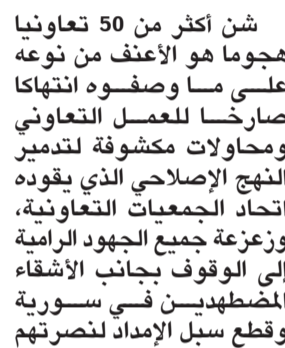 شن أكثر من 50 تعاونيا
هجوما هو الأعنف من نوعه
على ما وصفوه انتهاكا
صارخا للعمل التعاوني
ومحاولات مكشوفة لتدمير
النهج الإصلاحي الذي يقوده
اتحاد الجمعيات التعاونية،
وزعزعة جميع الجهود الرامية
إلى الوقوف بجانب الأشقاء
المضطهدين في سورية
وقطع سبل الإمداد لنصرتهم